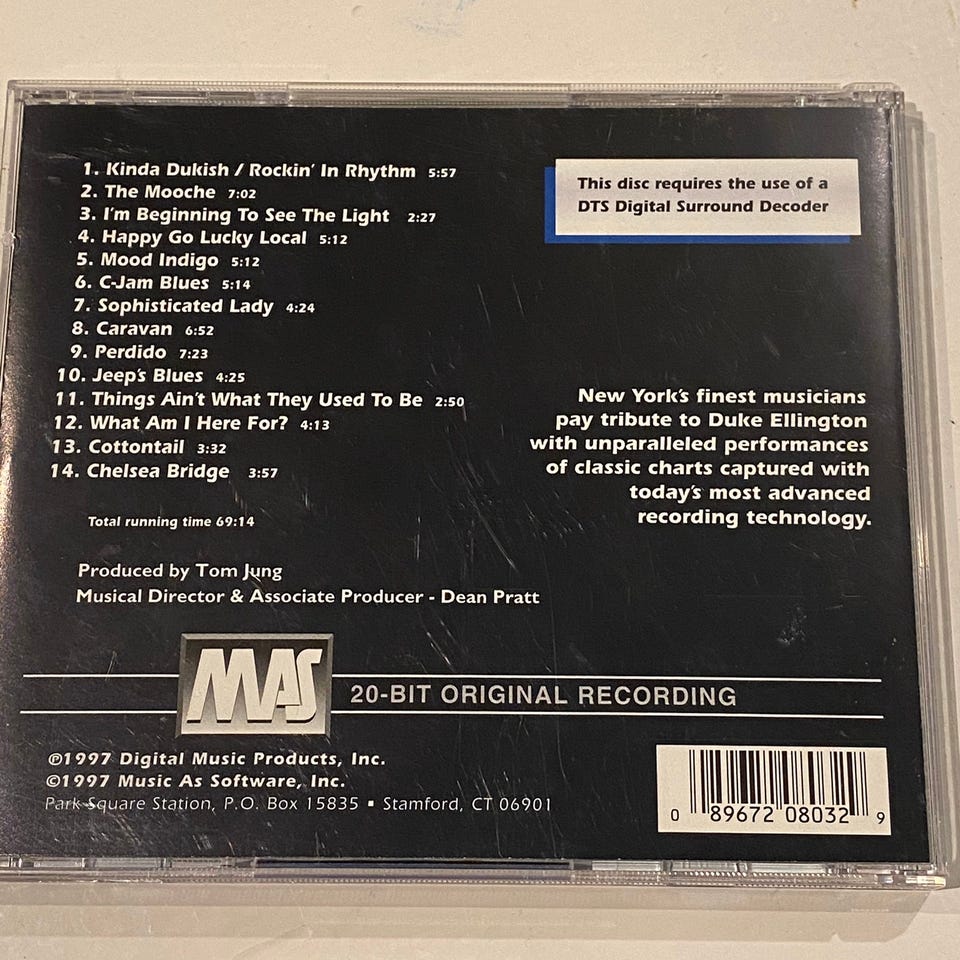 1. Kinda Dukish / Rockin' In Rhythm 5:57
2. The Mooche 7:02
3. I'm Beginning To See The Light 2:27
4. Happy Go Lucky Local 5:12
5. Mood Indigo 5:12
6. C-Jam Blues 5:14
7. Sophisticated Lady 4:24
8. Caravan 6:52
9. Perdido 7:23
10. Jeep's Blues 4:25
11. Things Ain't What They Used To Be 2:50
12. What Am I Here For? 4:13
13. Cottontail 3:32
14. Chelsea Bridge 3:57
Total running time 69:14
This disc requires the use of a
DTS Digital Surround Decoder
New York's finest musicians
pay tribute to Duke Ellington
with unparalleled performances
of classic charts captured with
today's most advanced
recording technology.
Produced by Tom Jung
Musical Director & Associate Producer - Dean Pratt
MAS
20-BIT ORIGINAL RECORDING
℗1997 Digital Music Products, Inc.
©1997 Music As Software, Inc.
Park Square Station, P.O. Box 15835 ▪ Stamford, CT 06901
0 89672 08032 9